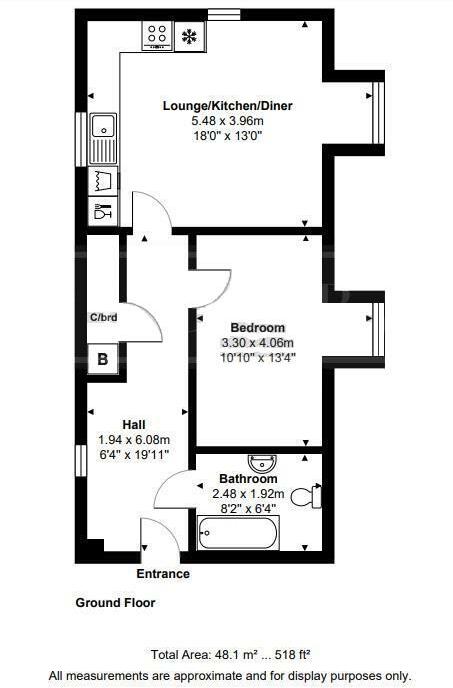 Lounge/Kitchen/Diner
5.48 x 3.96m
18'0" x 13'0"
C/brd
B
Bedroom
3.30 x 4.06m
10'10" x 13'4"
Hall
1.94 x 6.08m
6'4" x 19'11"
Bathroom
2.48 x 1.92m
8'2" x 6'4"
Entrance
Ground Floor
Total Area: 48.1 m² ... 518 ft²
All measurements are approximate and for display purposes only.